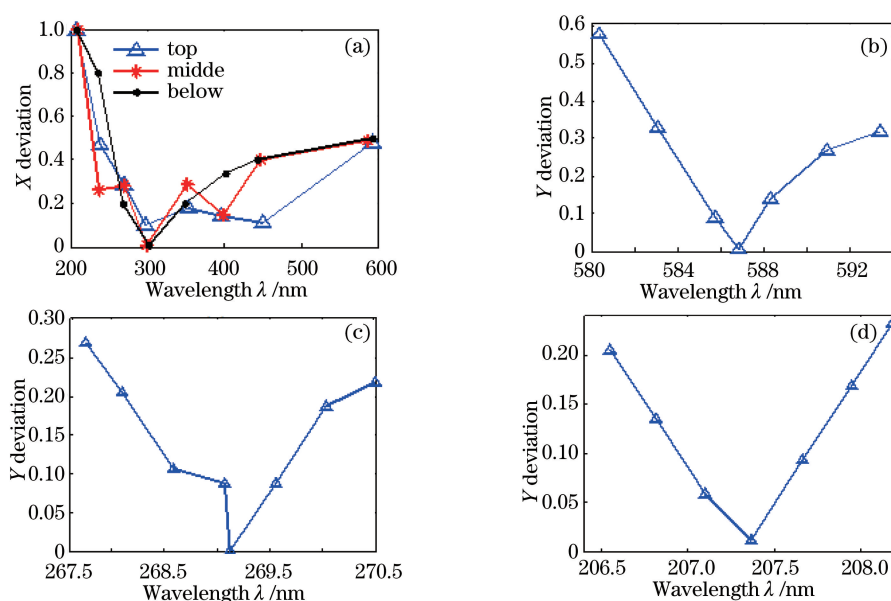 1.0
0.8
0.6
0.4
0.2
0
X deviation
(a)
top
midde
below
200 300 400 500 600
Wavelength λ /nm
0.6
0.5
0.4
0.3
0.2
0.1
0
Y deviation
(b)
580 584 588 592
Wavelength λ /nm
0.30
0.25
0.20
0.15
0.10
0.05
0
Y deviation
(c)
267.5 268.5 269.5 270.5
Wavelength λ /nm
0.20
0.15
0.10
0.05
0
Y deviation
(d)
206.5 207.0 207.5 208.0
Wavelength λ /nm